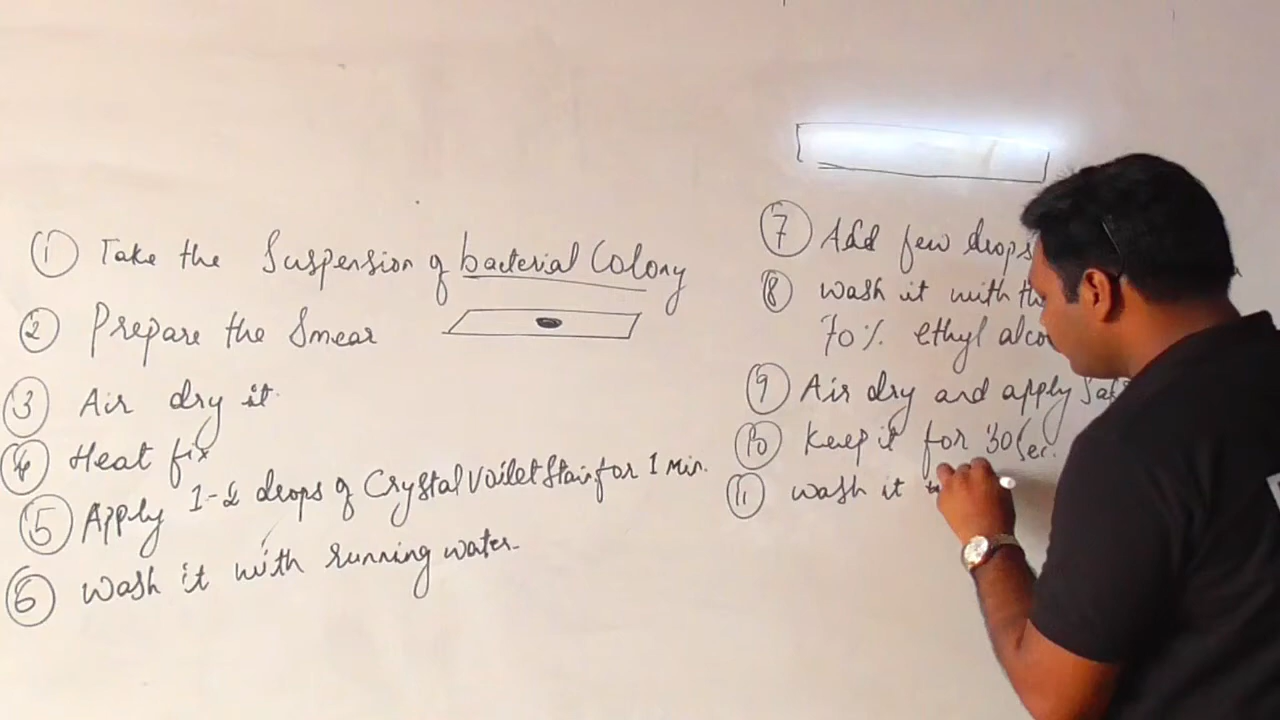 1 Take the Suspension of bacterial Colony
2 Prepare the Smear
3 Air dry it
4 Heat fix
5 Apply 1-2 drops of Crystal Voilet Stain for 1 Min.
6 Wash it with running water.
7 Add few drops
8 wash it with the
70% ethyl alco
9 Air dry and apply Saf
10 Keep it for 30 Sec.
11 wash it